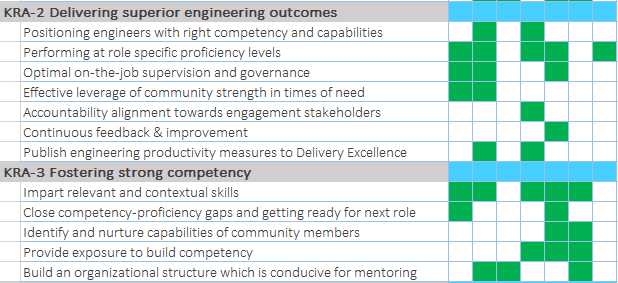 KRA-2 Delivering superior engineering outcomes
Positioning engineers with right competency and capabilities
Performing at role specific proficiency levels
Optimal on-the-job supervision and governance
Effective leverage of community strength in times of need
Accountability alignment towards engagement stakeholders
Continuous feedback & improvement
Publish engineering productivity measures to Delivery Excellence
KRA-3 Fostering strong competency
Impart relevant and contextual skills
Close competency-proficiency gaps and getting ready for next role
Identify and nurture capabilities of community members
Provide exposure to build competency
Build an organizational structure which is conducive for mentoring